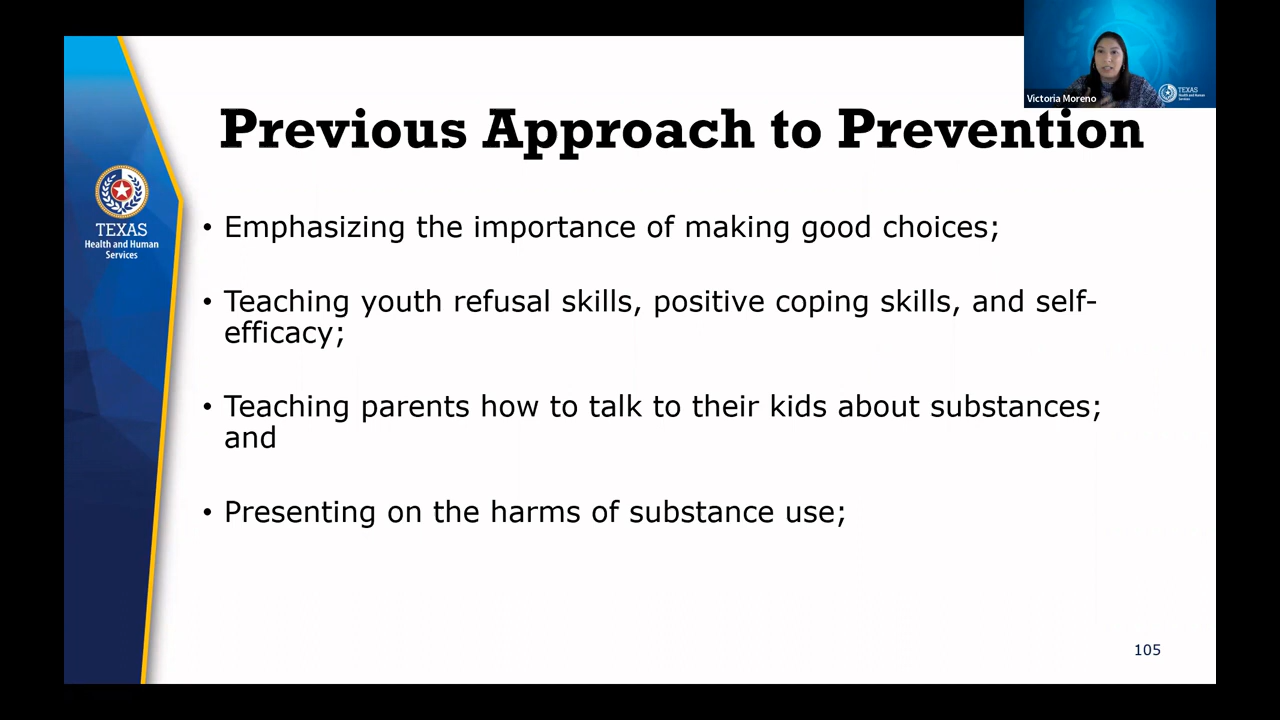 Victoria Moreno
TEXAS
Health and Human
Services
Previous Approach to Prevention
TEXAS
Health and Human
Services
• Emphasizing the importance of making good choices;
• Teaching youth refusal skills, positive coping skills, and self-
efficacy;
• Teaching parents how to talk to their kids about substances;
and
• Presenting on the harms of substance use;
105